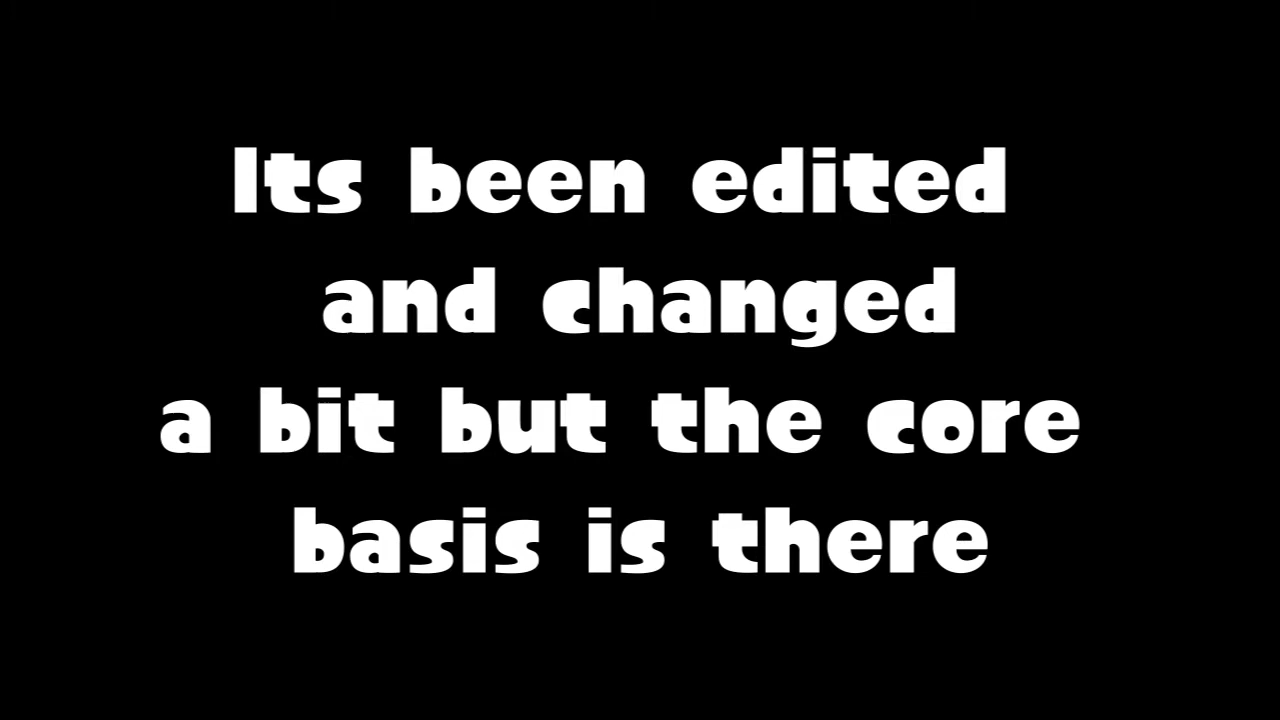 Its been edited
and changed
a bit but the core
basis is there